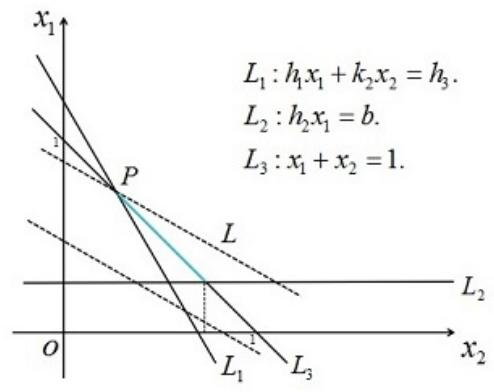 x₁
L₁ : h₁x₁ + k₂x₂ = h₃.
L₂ : h₂x₁ = b.
1
L₃ : x₁ + x₂ = 1.
P
L
L₂
O
1
x₂
L₁
L₃